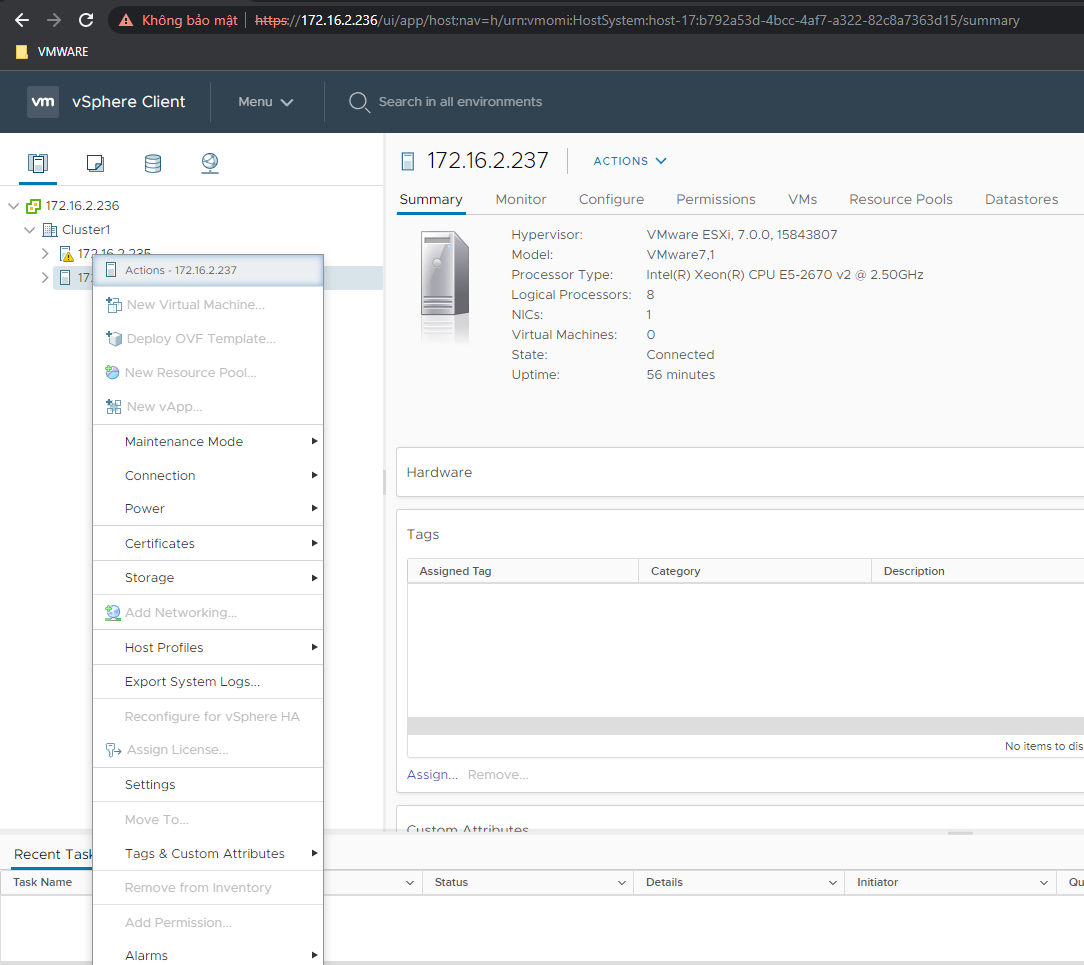 Không bảo mật https://172.16.2.236/ui/app/host;nav=h/urn:vmomi:HostSystem:host-17:b792a53d-4bcc-4af7-a322-82c8a7363d15/summary
VMWARE
vm vSphere Client Menu Search in all environments
172.16.2.236
Cluster1
172.16.2.235
17
Actions - 172.16.2.237
New Virtual Machine...
Deploy OVF Template...
New Resource Pool...
New vApp...
Maintenance Mode
Connection
Power
Certificates
Storage
Add Networking...
Host Profiles
Export System Logs...
Reconfigure for vSphere HA
Assign License...
Settings
Move To...
Tags & Custom Attributes
Remove from Inventory
Add Permission...
Alarms
172.16.2.237 ACTIONS
Summary Monitor Configure Permissions VMs Resource Pools Datastores
Hypervisor: VMware ESXi, 7.0.0, 15843807
Model: VMware7,1
Processor Type: Intel(R) Xeon(R) CPU E5-2670 v2 @ 2.50GHz
Logical Processors: 8
NICs: 1
Virtual Machines: 0
State: Connected
Uptime: 56 minutes
Hardware
Tags
Assigned Tag Category Description
No items to dis
Assign... Remove...
Custom Attributes
Recent Task
Task Name Status Details Initiator Qu